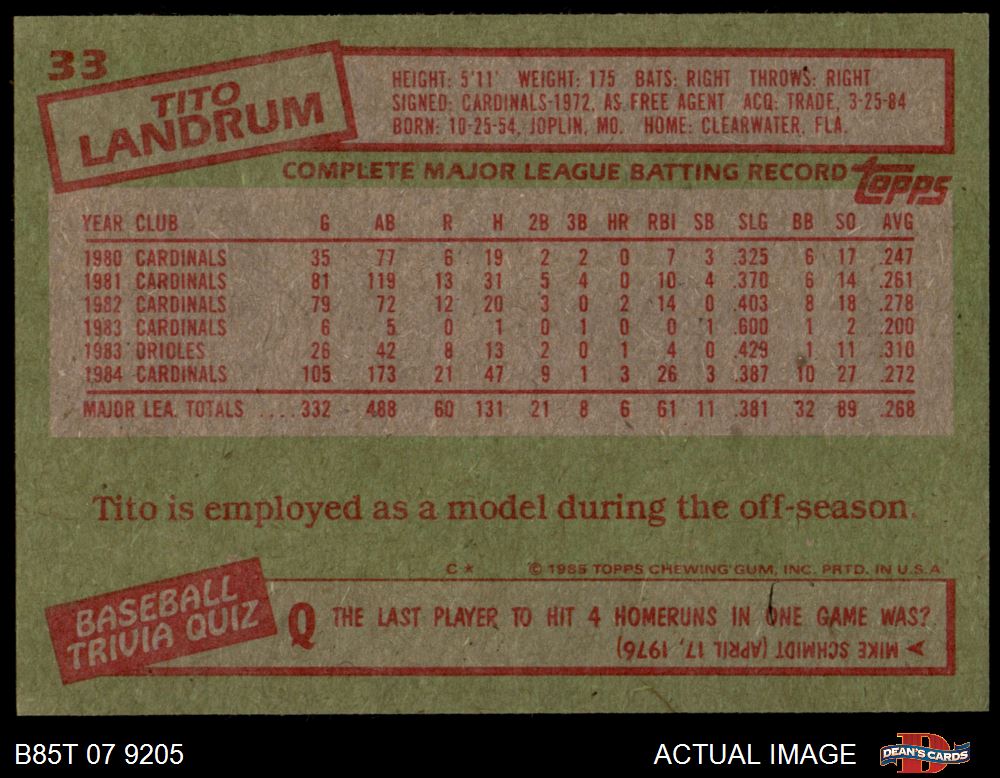 33
TITO
LANDRUM
HEIGHT: 5'11' WEIGHT: 175 BATS: RIGHT THROWS: RIGHT
SIGNED: CARDINALS-1972, AS FREE AGENT ACQ: TRADE, 3-25-84
BORN: 10-25-54, JOPLIN, MO. HOME: CLEARWATER, FLA.
COMPLETE MAJOR LEAGUE BATTING RECORD topps
YEAR CLUB G AB R H 2B 3B HR RBI SB SLG BB SO AVG
1980 CARDINALS 35 77 6 19 2 2 0 7 3 .325 6 17 .247
1981 CARDINALS 81 119 13 31 5 4 0 10 4 .370 6 14 .261
1982 CARDINALS 79 72 12 20 3 0 2 14 0 .403 8 18 .278
1983 CARDINALS 6 5 0 1 0 1 0 0 1 .600 1 2 .200
1983 ORIOLES 26 42 8 13 2 0 1 4 0 .429 1 11 .310
1984 CARDINALS 105 173 21 47 9 1 3 26 3 .387 10 27 .272
MAJOR LEA. TOTALS ....332 488 60 131 21 8 6 61 11 .381 32 89 .268
Tito is employed as a model during the off-season.
C* © 1985 TOPPS CHEWING GUM, INC. PRTD. IN U.S.A.
BASEBALL
TRIVIA QUIZ
Q THE LAST PLAYER TO HIT 4 HOMERUNS IN ONE GAME WAS?
MIKE SCHMIDT (APRIL 17, 1976)
B85T 07 9205 ACTUAL IMAGE DEAN'S CARDS